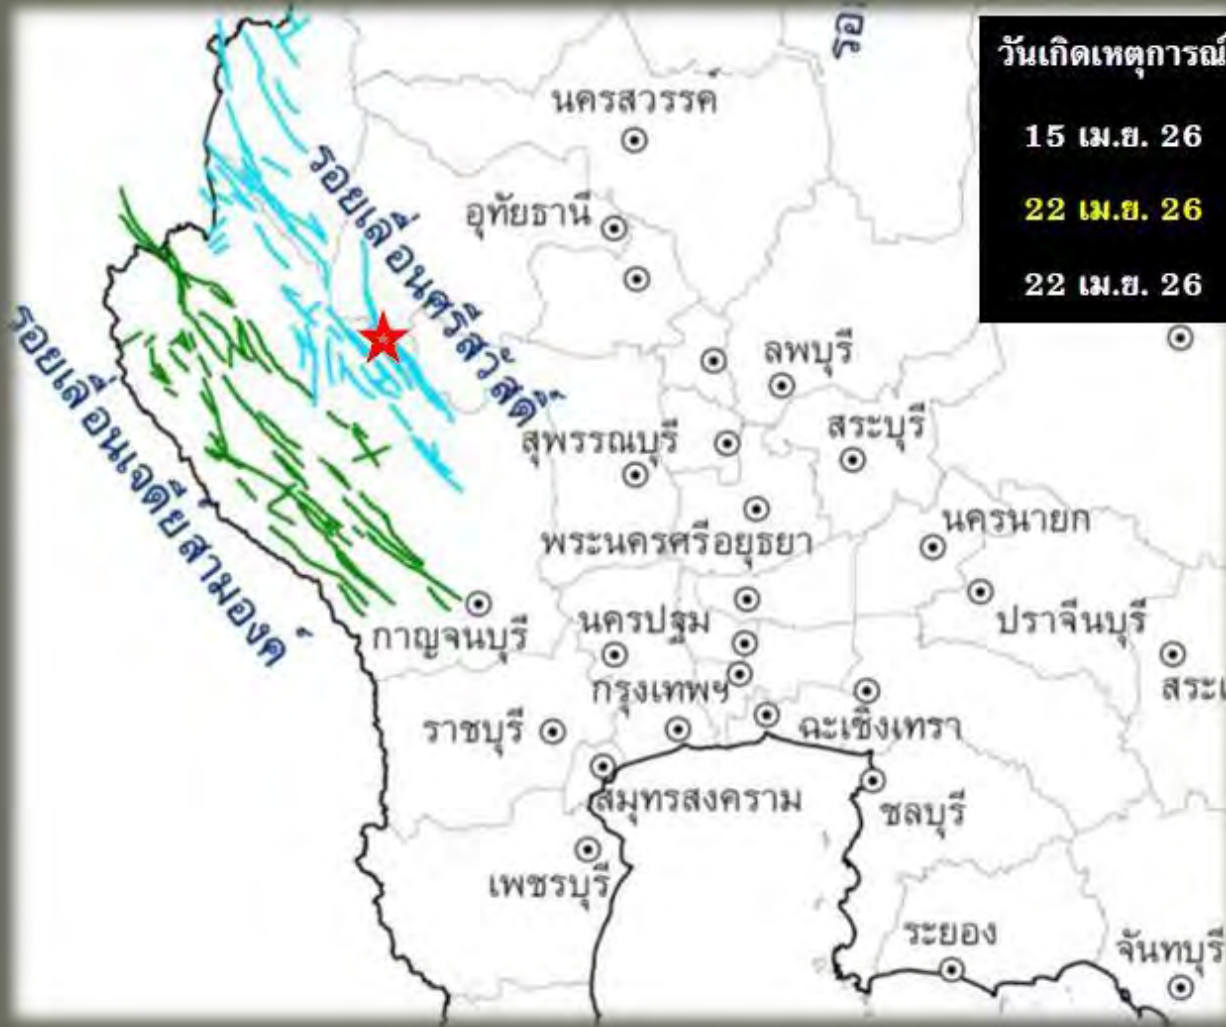 รอย
วันเกิดเหตุการณ์
15 เม.ย. 26
22 เม.ย. 26
22 เม.ย. 26
นครสวรรค์
อุทัยธานี
รอยเลื่อนศรีสวัสดิ์
รอยเลื่อนเจดีย์สามองค์
ลพบุรี
สระบุรี
สุพรรณบุรี
นครนายก
พระนครศรีอยุธยา
ปราจีนบุรี
นครปฐม
กาญจนบุรี
กรุงเทพฯ
ราชบุรี
ฉะเชิงเทรา
สมุทรสงคราม
ชลบุรี
เพชรบุรี
ระยอง
จันทบุรี